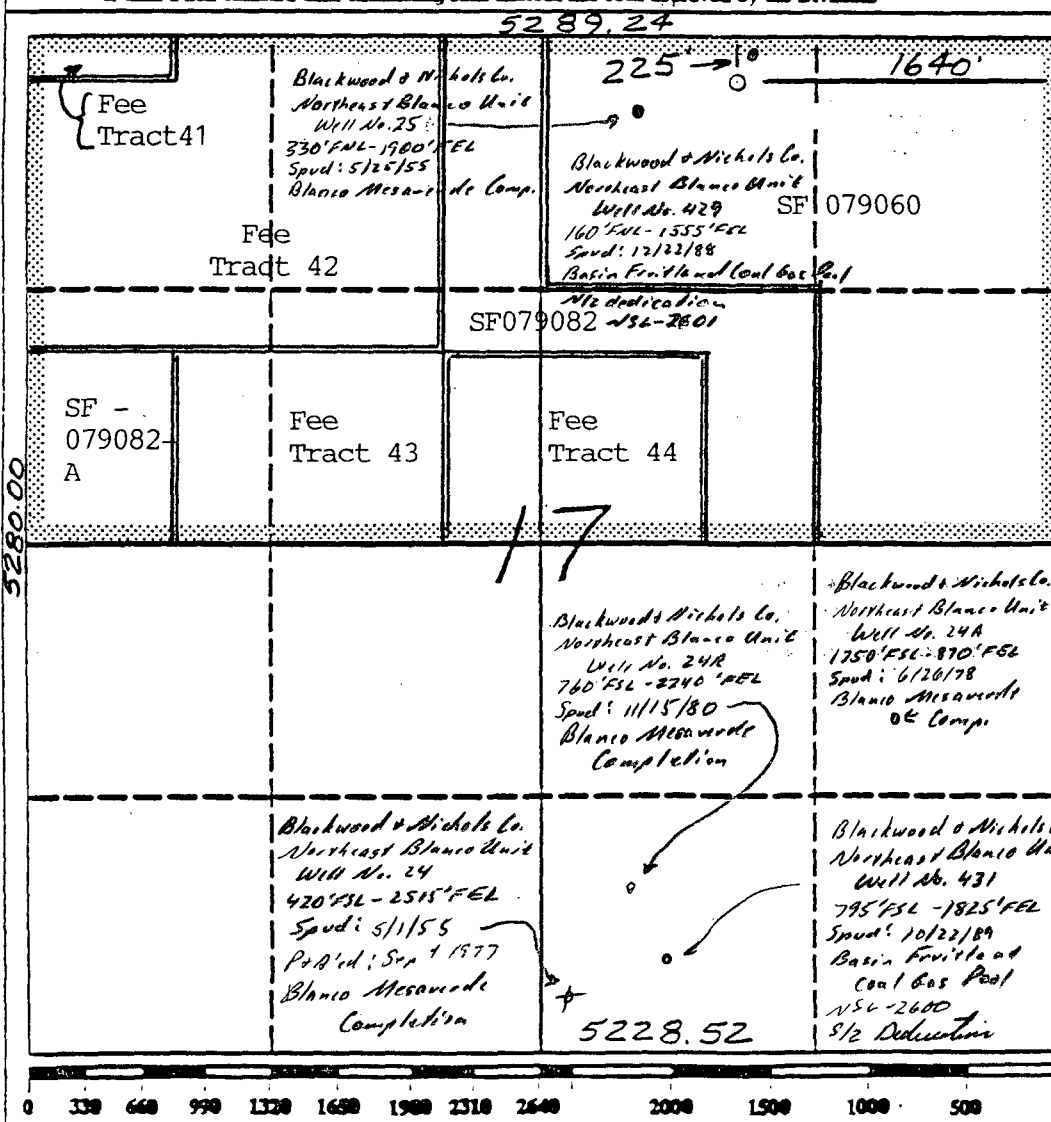 5289.24
225'
1640'
Fee
Tract 41
Blackwood & Nichols Co.
Northeast Blanco Unit
Well No. 25
330'FNL-1900'FEL
Spud: 5/25/55
Blanco Mesaverde Comp.
Blackwood & Nichols Co.
Northeast Blanco Unit
Well No. 429
160'FNL-1555'FEL
Spud: 12/22/88
Basin Fruitland Coal Gas Pool
N/2 dedication
NSL-2601
SF 079060
Fee
Tract 42
SF079082
SF -
079082-
A
Fee
Tract 43
Fee
Tract 44
5280.00
17
Blackwood & Nichols Co.
Northeast Blanco Unit
Well No. 24R
760'FSL-2240'FEL
Spud: 11/15/80
Blanco Mesaverde
Completion
Blackwood & Nichols Co.
Northeast Blanco Unit
Well No. 24A
1750'FSL-870'FEL
Spud: 6/20/78
Blanco Mesaverde
Comp.
Blackwood & Nichols Co.
Northeast Blanco Unit
Well No. 24
420'FSL-2515'FEL
Spud: 5/1/55
P&A'ed: Sept 1977
Blanco Mesaverde
Completion
Blackwood & Nichols
Northeast Blanco
Well No. 431
795'FSL-1825'FEL
Spud: 10/22/89
Basin Fruitland
Coal Gas Pool
NSL-2600
S/2 Dedication
5228.52
0 330 660 990 1320 1650 1980 2310 2640 2000 1500 1000 500